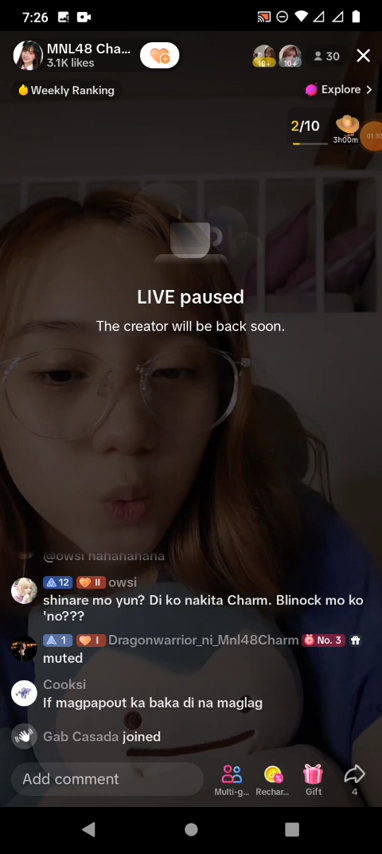 7:26
MNL48 Cha...
3.1K likes
10+
10+
30
Weekly Ranking
Explore
2/10
3h00m
LIVE paused
The creator will be back soon.
@owsi hahahahaha
12 II owsi
shinare mo yun? Di ko nakita Charm. Blinock mo ko
'no???
1 I Dragonwarrior_ni_Mnl48Charm No. 3
muted
Cooksi
If magpapout ka baka di na maglag
Gab Casada joined
Add comment
Multi-g...
Rechar...
Gift
4